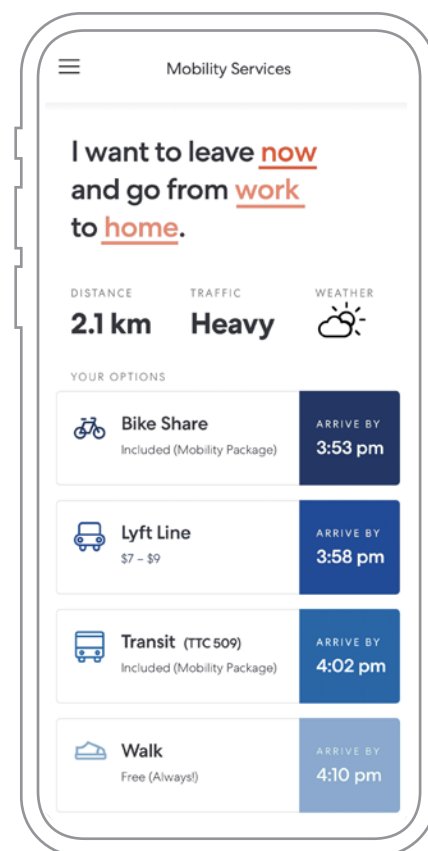 Mobility Services
I want to leave now
and go from work
to home.
DISTANCE
2.1 km
TRAFFIC
Heavy
WEATHER
YOUR OPTIONS
Bike Share
Included (Mobility Package)
ARRIVE BY
3:53 pm
Lyft Line
$7 – $9
ARRIVE BY
3:58 pm
Transit (TTC 509)
Included (Mobility Package)
ARRIVE BY
4:02 pm
Walk
Free (Always!)
ARRIVE BY
4:10 pm